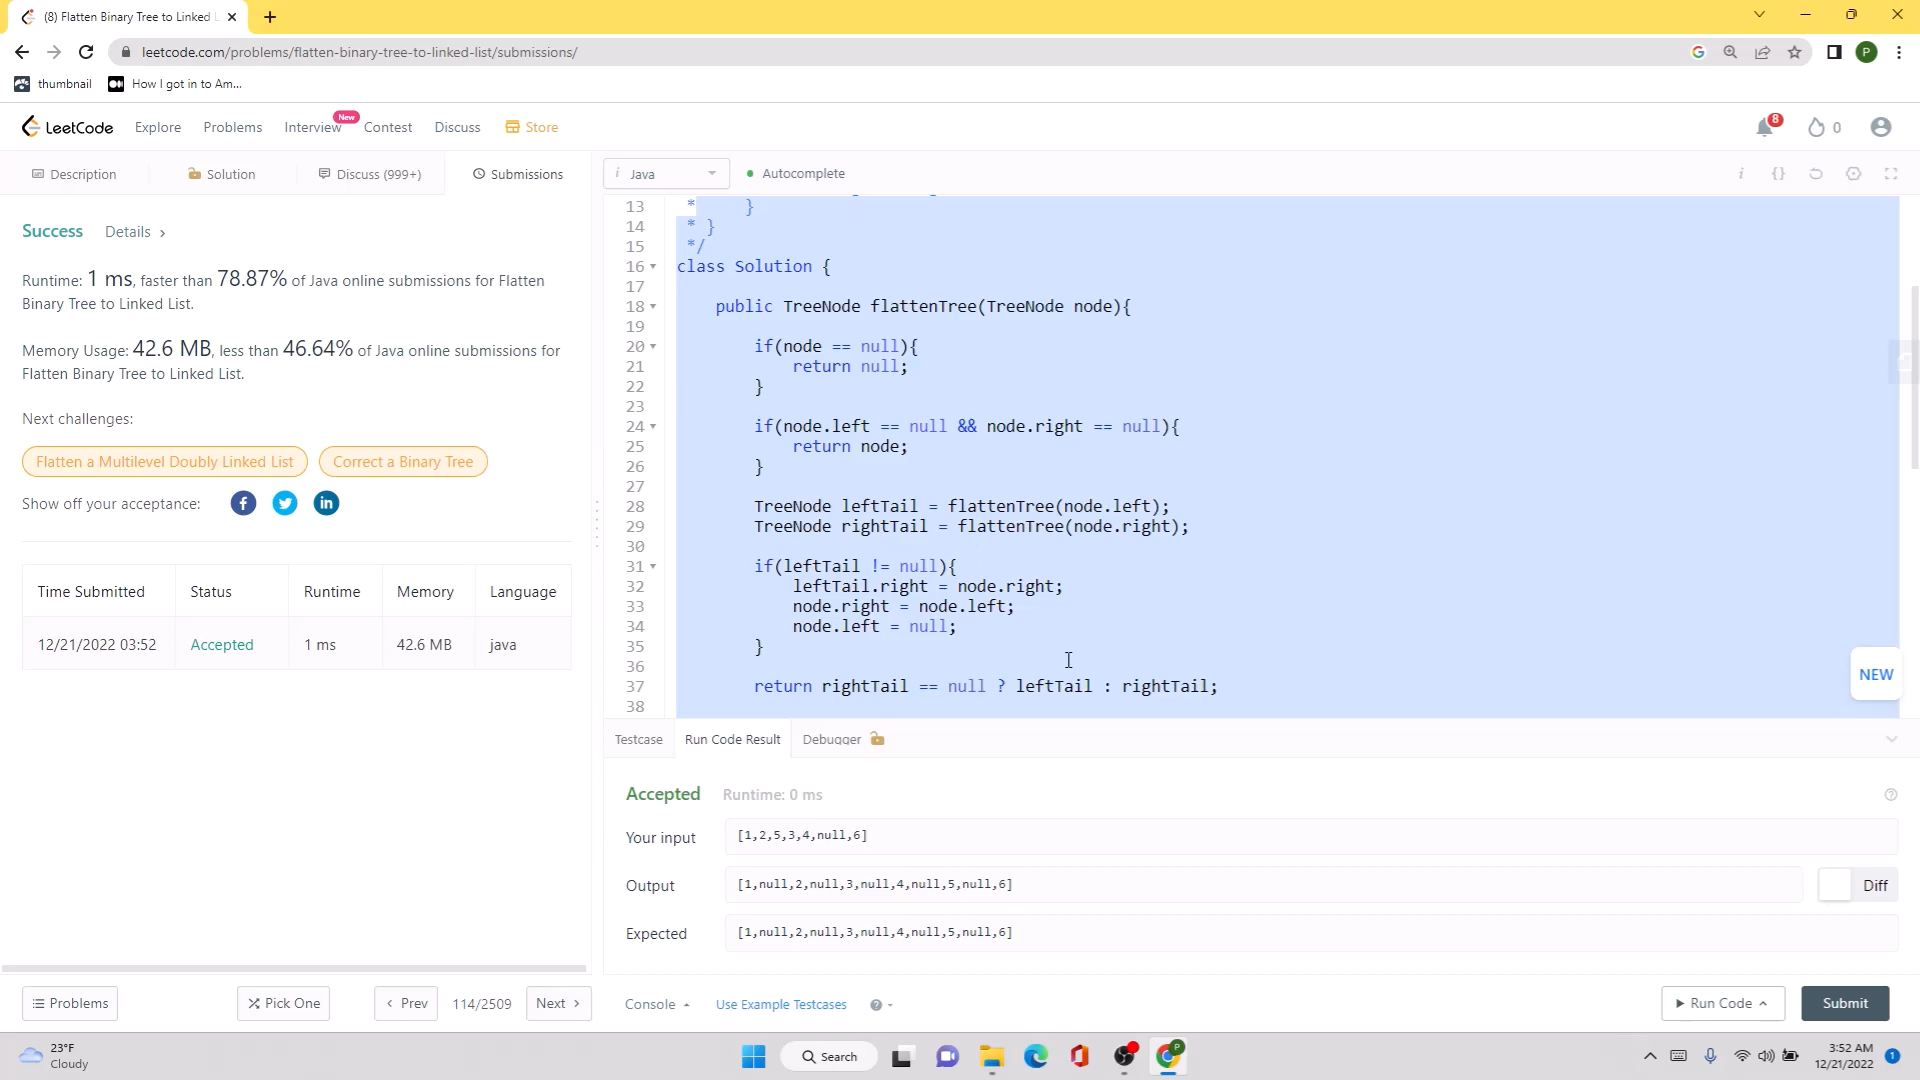 (8) Flatten Binary Tree to Linked L
leetcode.com/problems/flatten-binary-tree-to-linked-list/submissions/
P
thumbnail
How I got in to Am...
LeetCode
Explore
Problems
Interview
New
Contest
Discuss
Store
8
0
Description
Solution
Discuss (999+)
Submissions
i Java
Autocomplete
i {}
Success
Details >
Runtime: 1 ms, faster than 78.87% of Java online submissions for Flatten
Binary Tree to Linked List.
Memory Usage: 42.6 MB, less than 46.64% of Java online submissions for
Flatten Binary Tree to Linked List.
Next challenges:
Flatten a Multilevel Doubly Linked List
Correct a Binary Tree
Show off your acceptance:
Time Submitted Status Runtime Memory Language
12/21/2022 03:52 Accepted 1 ms 42.6 MB java
13 * }
14 * }
15 */
16 class Solution {
17
18 public TreeNode flattenTree(TreeNode node){
19
20 if(node == null){
21 return null;
22 }
23
24 if(node.left == null && node.right == null){
25 return node;
26 }
27
28 TreeNode leftTail = flattenTree(node.left);
29 TreeNode rightTail = flattenTree(node.right);
30
31 if(leftTail != null){
32 leftTail.right = node.right;
33 node.right = node.left;
34 node.left = null;
35 }
36
37 return rightTail == null ? leftTail : rightTail;
38
NEW
Testcase
Run Code Result
Debugger
Accepted
Runtime: 0 ms
Your input
[1,2,5,3,4,null,6]
Output
[1,null,2,null,3,null,4,null,5,null,6]
Diff
Expected
[1,null,2,null,3,null,4,null,5,null,6]
Problems
Pick One
< Prev
114/2509
Next >
Console
Use Example Testcases
Run Code
Submit
23°F
Cloudy
Search
P
3:52 AM
12/21/2022
1